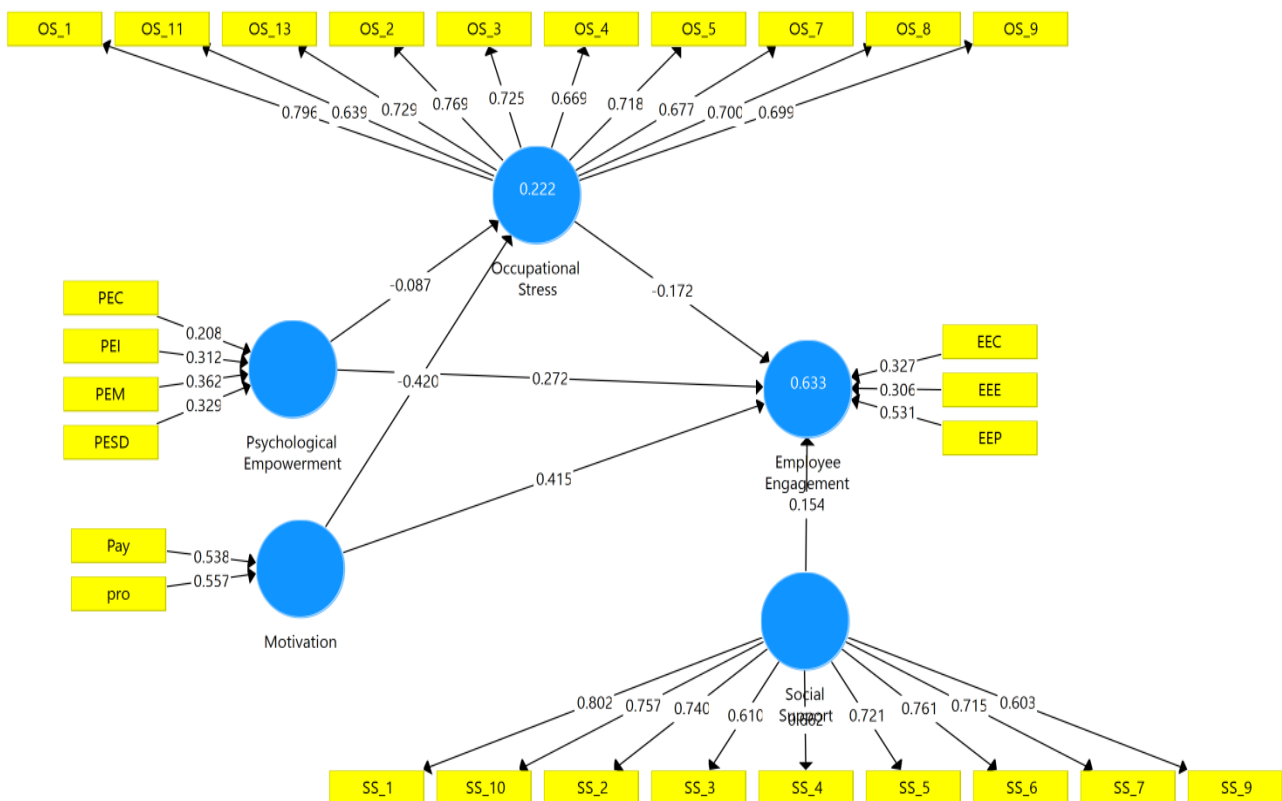 OS_1 OS_11 OS_13 OS_2 OS_3 OS_4 OS_5 OS_7 OS_8 OS_9
0.796 0.639 0.729 0.769 0.725 0.669 0.718 0.677 0.700 0.699
0.222
Occupational
Stress
-0.087
-0.172
PEC
0.208
PEI
0.312
PEM
0.362
PESD
0.329
Psychological
Empowerment
-0.420
0.272
0.633
EEC
0.327
EEE
0.306
EEP
0.531
Employee
Engagement
0.154
0.415
Pay
0.538
pro
0.557
Motivation
Social
Support
0.802 0.757 0.740 0.610 0.721 0.761 0.715 0.603
SS_1 SS_10 SS_2 SS_3 SS_4 SS_5 SS_6 SS_7 SS_9